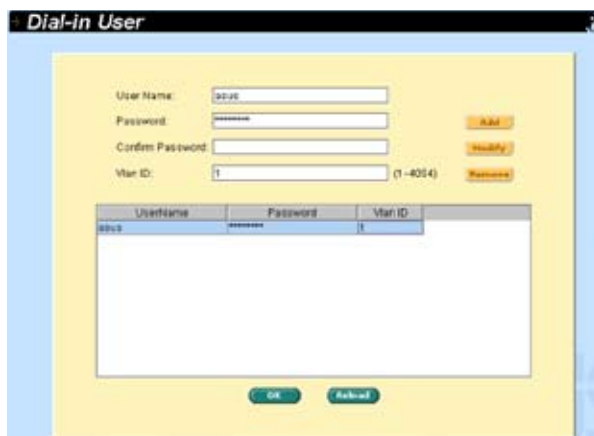 Dial-in User
User Name: asus
Password: ********
Add
Confirm Password:
Modify
Vlan ID: 1 (1~4094)
Remove
UserName Password Vlan ID
asus ******** 1
OK Reload